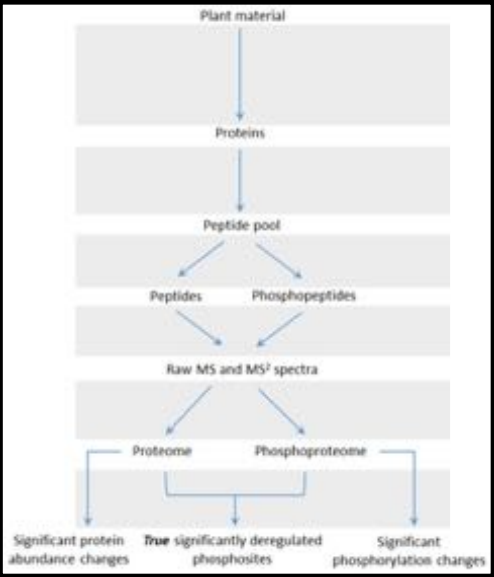 Plant material
Proteins
Peptide pool
Peptides Phosphopeptides
Raw MS and MS² spectra
Proteome Phosphoproteome
Significant protein
abundance changes
True significantly deregulated
phosphosites
Significant
phosphorylation changes